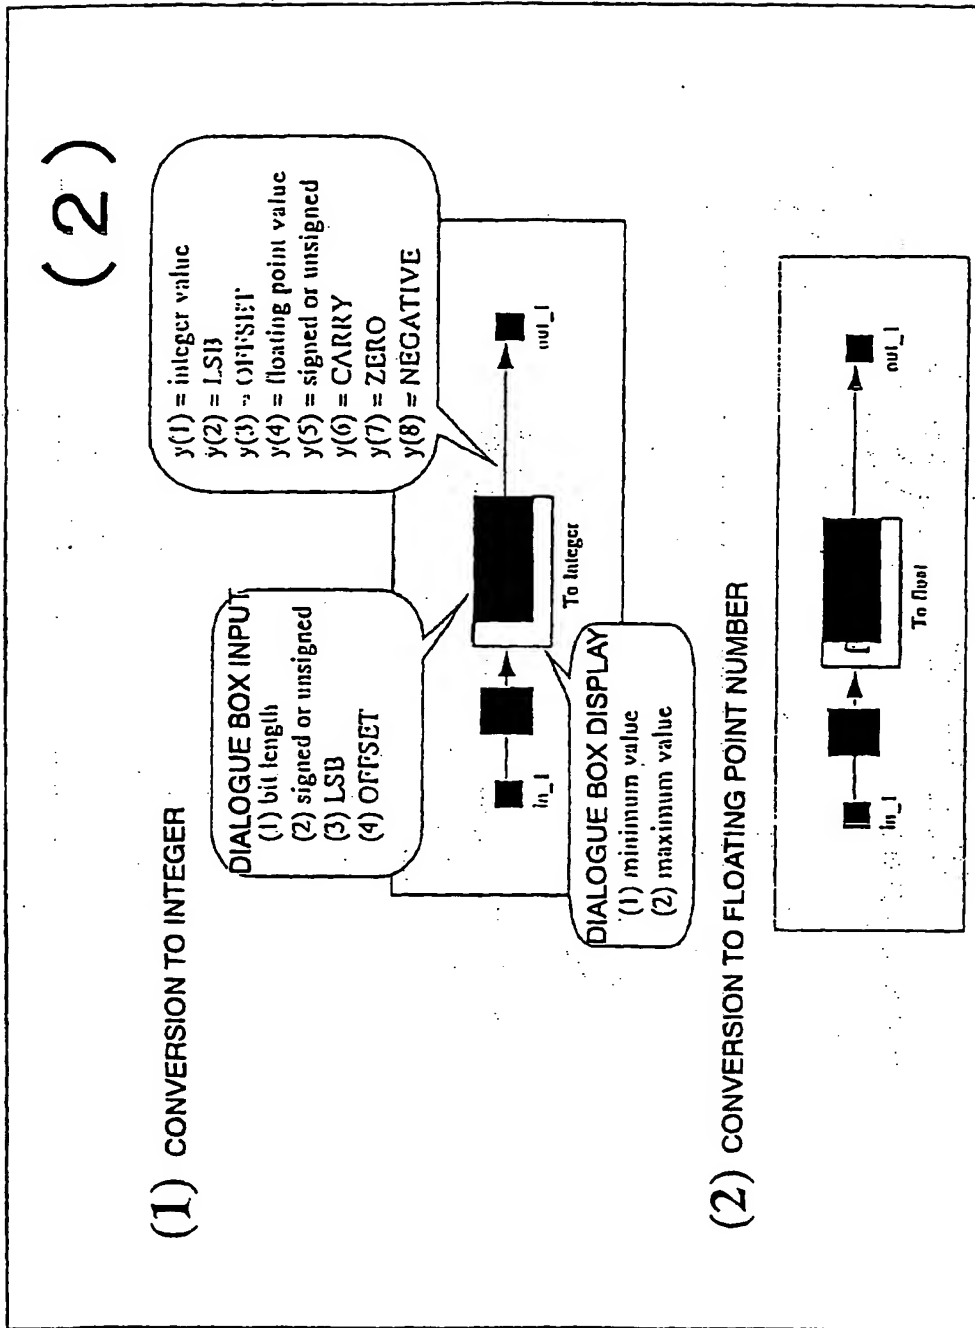 (2)
(1) CONVERSION TO INTEGER
DIALOGUE BOX INPUT
(1) bit length
(2) signed or unsigned
(3) LSB
(4) OFFSET
y(1) = integer value
y(2) = LSB
y(3) = OFFSET
y(4) = floating point value
y(5) = signed or unsigned
y(6) = CARRY
y(7) = ZERO
y(8) = NEGATIVE
in_1
To Integer
out_1
DIALOGUE BOX DISPLAY
(1) minimum value
(2) maximum value
(2) CONVERSION TO FLOATING POINT NUMBER
in_1
To float
out_1